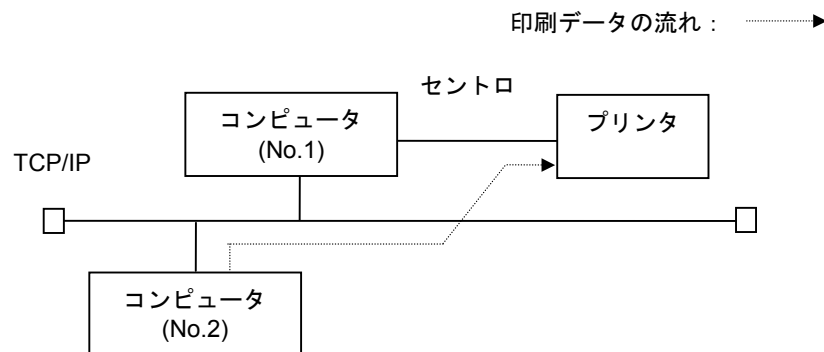 印刷データの流れ：
セントロ
コンピュータ
(No.1)
プリンタ
TCP/IP
コンピュータ
(No.2)